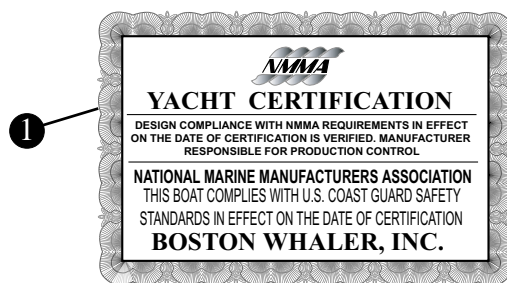 NMMA
YACHT CERTIFICATION
DESIGN COMPLIANCE WITH NMMA REQUIREMENTS IN EFFECT
ON THE DATE OF CERTIFICATION IS VERIFIED. MANUFACTURER
RESPONSIBLE FOR PRODUCTION CONTROL
1
NATIONAL MARINE MANUFACTURERS ASSOCIATION
THIS BOAT COMPLIES WITH U.S. COAST GUARD SAFETY
STANDARDS IN EFFECT ON THE DATE OF CERTIFICATION
BOSTON WHALER, INC.